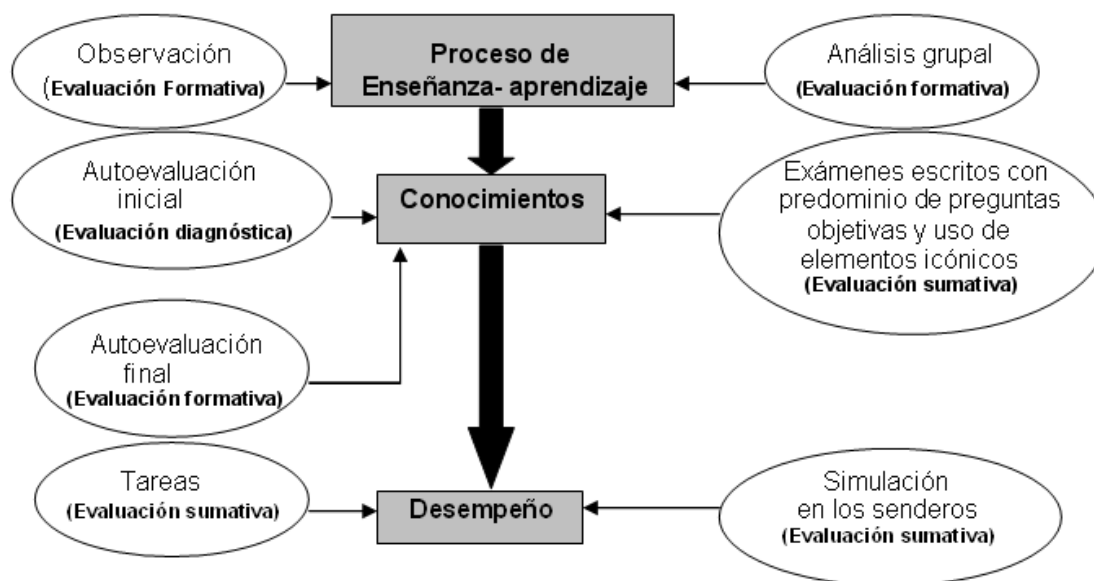 Observación
(Evaluación Formativa)
Proceso de
Enseñanza- aprendizaje
Análisis grupal
(Evaluación formativa)
Autoevaluación
inicial
(Evaluación diagnóstica)
Conocimientos
Exámenes escritos con
predominio de preguntas
objetivas y uso de
elementos icónicos
(Evaluación sumativa)
Autoevaluación
final
(Evaluación formativa)
Tareas
(Evaluación sumativa)
Desempeño
Simulación
en los senderos
(Evaluación sumativa)